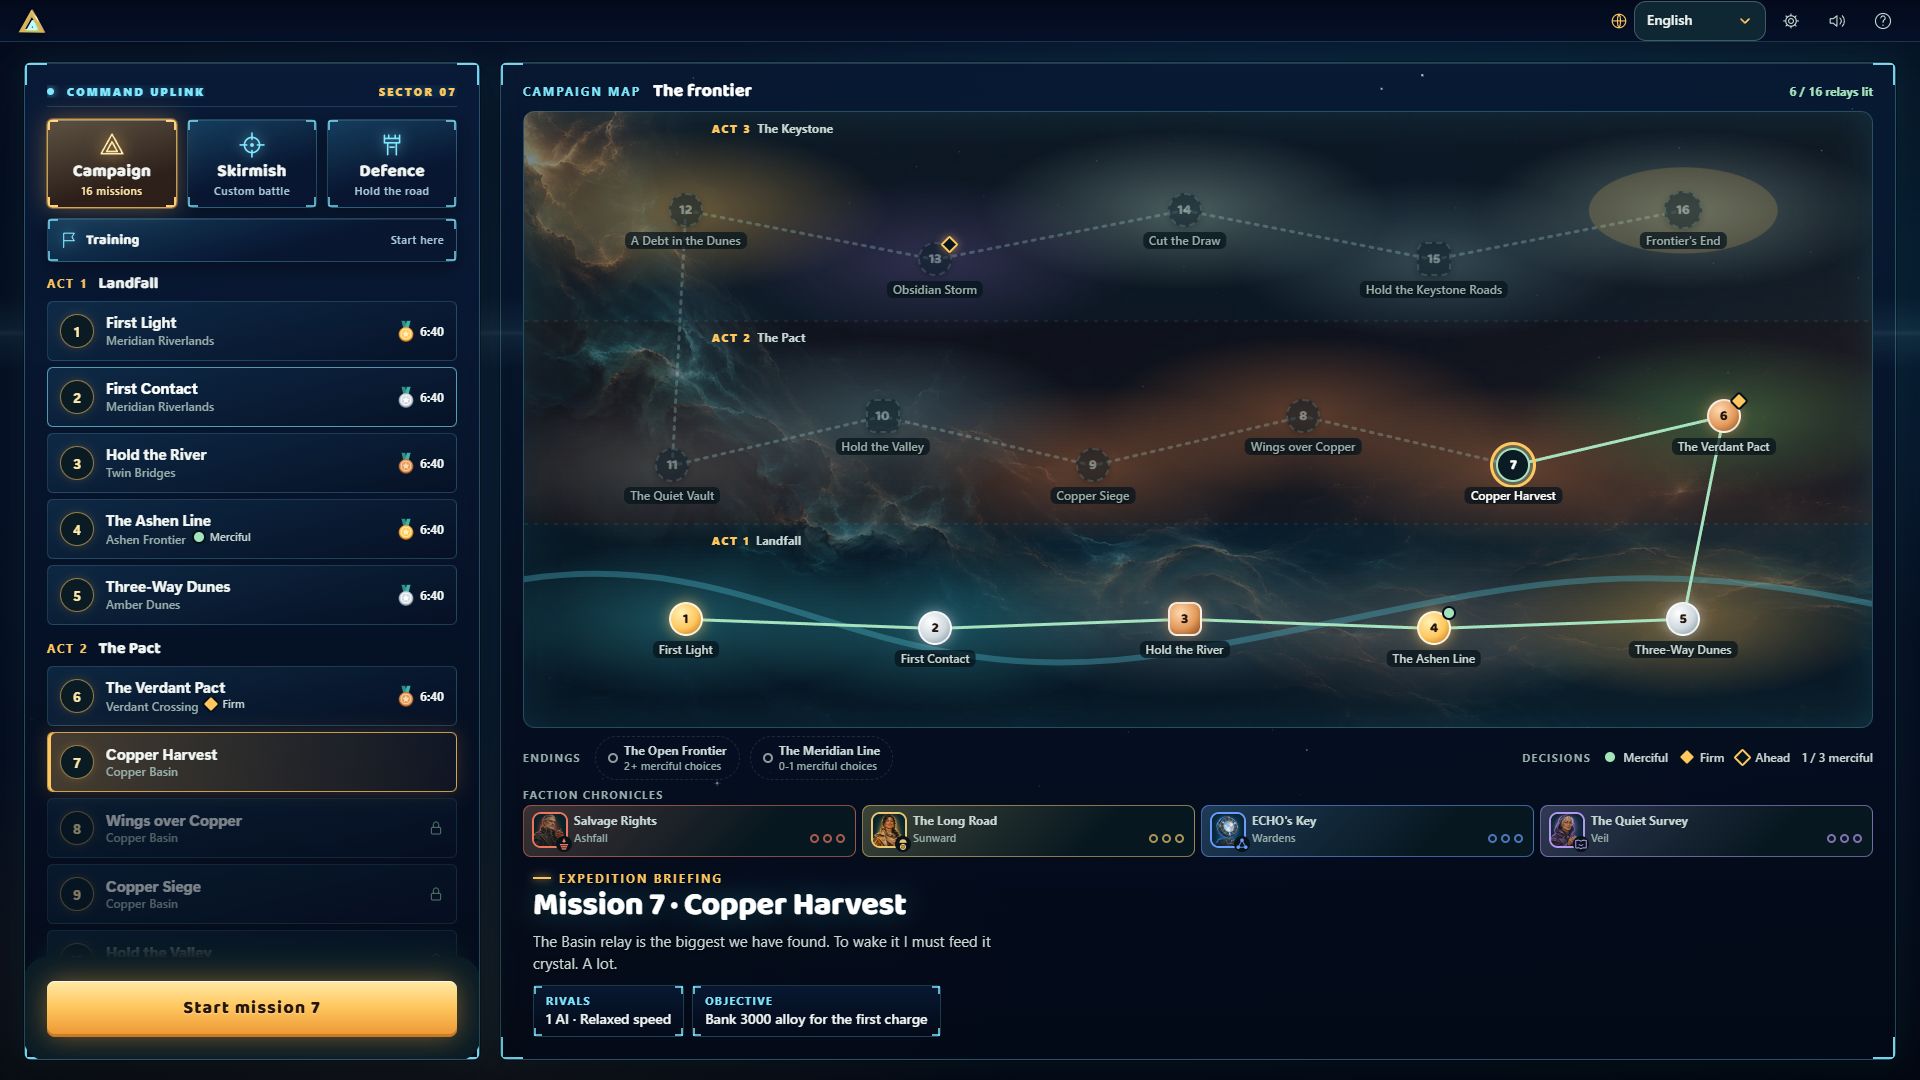 English
COMMAND UPLINK
SECTOR 07
Campaign
16 missions
Skirmish
Custom battle
Defence
Hold the road
Training
Start here
ACT 1 Landfall
1
First Light
Meridian Riverlands
6:40
2
First Contact
Meridian Riverlands
6:40
3
Hold the River
Twin Bridges
6:40
4
The Ashen Line
Ashen Frontier Merciful
6:40
5
Three-Way Dunes
Amber Dunes
6:40
ACT 2 The Pact
6
The Verdant Pact
Verdant Crossing Firm
6:40
7
Copper Harvest
Copper Basin
8
Wings over Copper
Copper Basin
9
Copper Siege
Copper Basin
Hold the Valley
Start mission 7
CAMPAIGN MAP The frontier
6 / 16 relays lit
ACT 3 The Keystone
12
A Debt in the Dunes
13
Obsidian Storm
14
Cut the Draw
15
Hold the Keystone Roads
16
Frontier's End
ACT 2 The Pact
11
The Quiet Vault
10
Hold the Valley
9
Copper Siege
8
Wings over Copper
7
Copper Harvest
6
The Verdant Pact
ACT 1 Landfall
1
First Light
2
First Contact
3
Hold the River
4
The Ashen Line
5
Three-Way Dunes
ENDINGS
The Open Frontier
2+ merciful choices
The Meridian Line
0-1 merciful choices
DECISIONS Merciful Firm Ahead 1 / 3 merciful
FACTION CHRONICLES
Salvage Rights
Ashfall
The Long Road
Sunward
ECHO's Key
Wardens
The Quiet Survey
Veil
EXPEDITION BRIEFING
Mission 7 · Copper Harvest
The Basin relay is the biggest we have found. To wake it I must feed it
crystal. A lot.
RIVALS
1 AI · Relaxed speed
OBJECTIVE
Bank 3000 alloy for the first charge